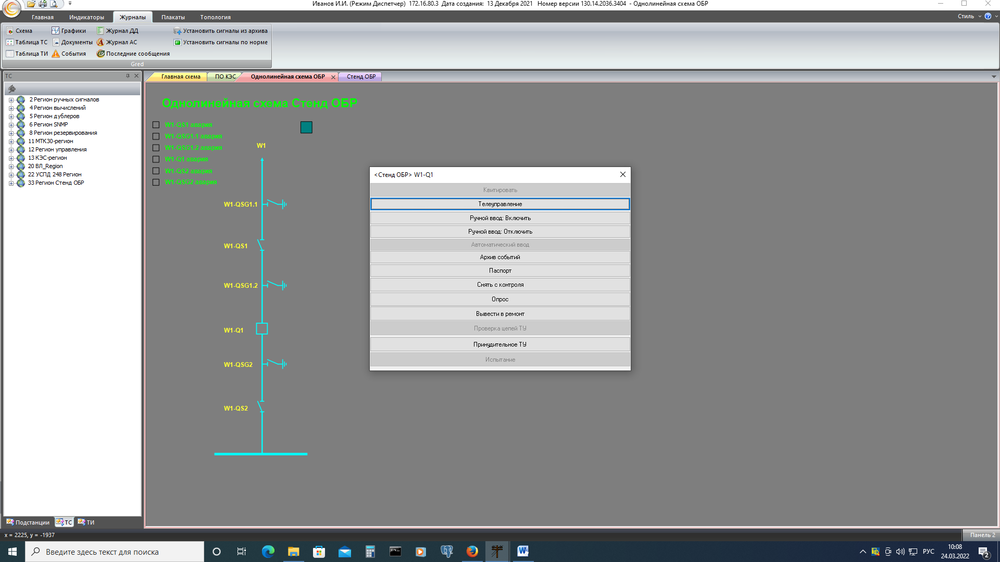 Иванов И.И. (Режим Диспетчер)  172.16.80.3  Дата создания:  13 Декабря 2021   Номер версии 130.14.2036.3404  - Однолинейная схема ОБР
Главная Индикаторы Журналы Плакаты Топология Стиль
Схема Графики Журнал ДД Установить сигналы из архива
Таблица ТС Документы Журнал АС Установить сигналы по норме
Таблица ТИ События Последние сообщения
Gred
ТС
Главная схема ПО КЭС Однолинейная схема ОБР Стенд ОБР
2 Регион ручных сигналов
4 Регион вычислений
5 Регион дублеров
6 Регион SNMP
8 Регион резервирования
11 МТК30-регион
12 Регион управления
13 КЭС-регион
20 ВЛ_Region
22 УСПД 248 Регион
33 Регион Стенд ОБР
Однолинейная схема Стенд ОБР
W1-QS1 авария
W1-QSG1.1 авария
W1-QSG1.2 авария
W1-Q1 авария
W1-QS2 авария
W1-QSG2 авария
W1
W1-QSG1.1
W1-QS1
W1-QSG1.2
W1-Q1
W1-QSG2
W1-QS2
<Стенд ОБР> W1-Q1
Квитировать
Телеуправление
Ручной ввод: Включить
Ручной ввод: Отключить
Автоматический ввод
Архив событий
Паспорт
Снять с контроля
Опрос
Вывести в ремонт
Проверка цепей ТУ
Принудительное ТУ
Испытание
Подстанции ТС ТИ
x = 2225, y = -1937
Панель 2
Введите здесь текст для поиска
РУС
10:08
24.03.2022
2